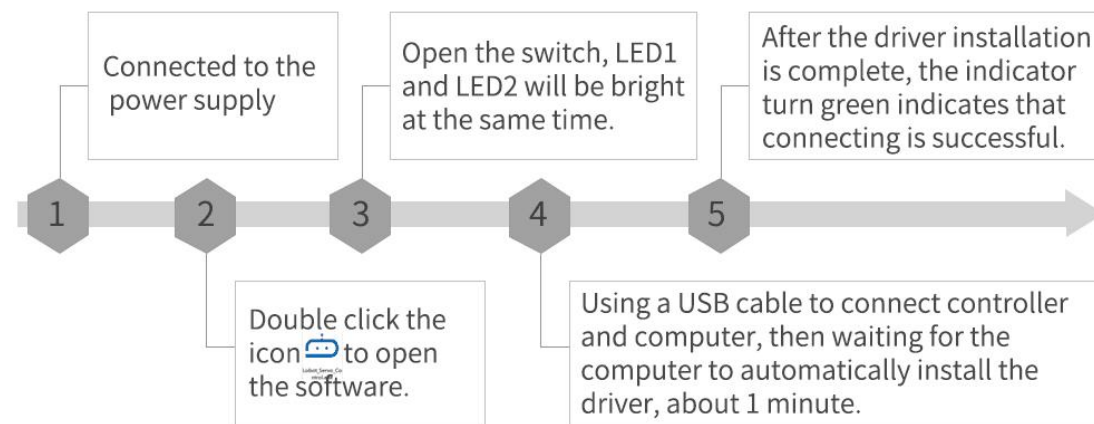 Connected to the
power supply
Open the switch, LED1
and LED2 will be bright
at the same time.
After the driver installation
is complete, the indicator
turn green indicates that
connecting is successful.
1
2
3
4
5
Double click the
icon to open
the software.
Using a USB cable to connect controller
and computer, then waiting for the
computer to automatically install the
driver, about 1 minute.